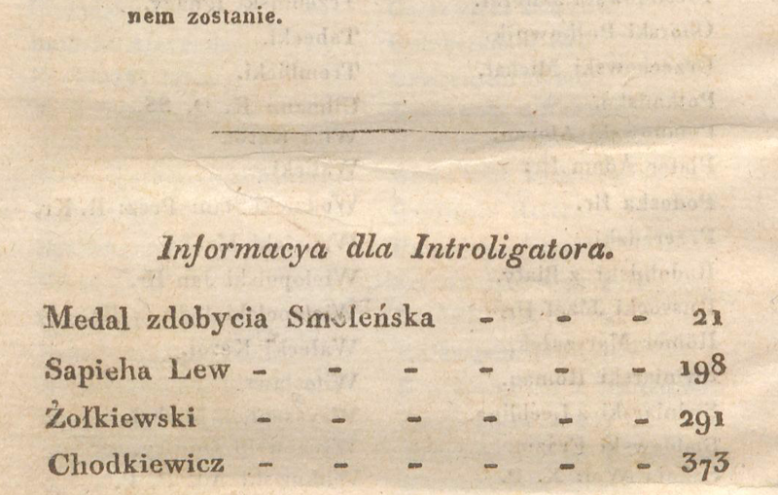 nem zostanie.
Informacya dla Introligatora.
Medal zdobycia Smoleńska - - - 21
Sapieha Lew - - - - - - 198
Żołkiewski - - - - - - 291
Chodkiewicz - - - - - - 373